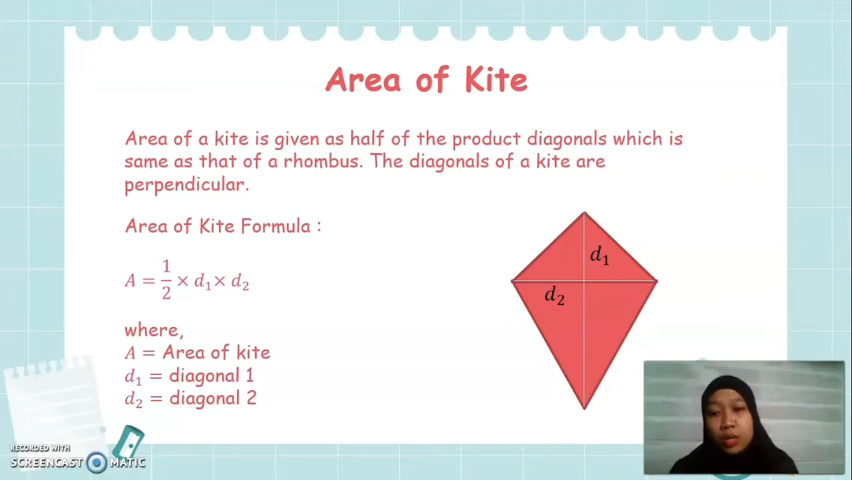 Area of Kite
Area of a kite is given as half of the product diagonals which is
same as that of a rhombus. The diagonals of a kite are
perpendicular.
Area of Kite Formula :
A = 1/2 × d₁ × d₂
where,
A = Area of kite
d₁ = diagonal 1
d₂ = diagonal 2
d₁
d₂
RECORDED WITH
SCREENCAST MATIC